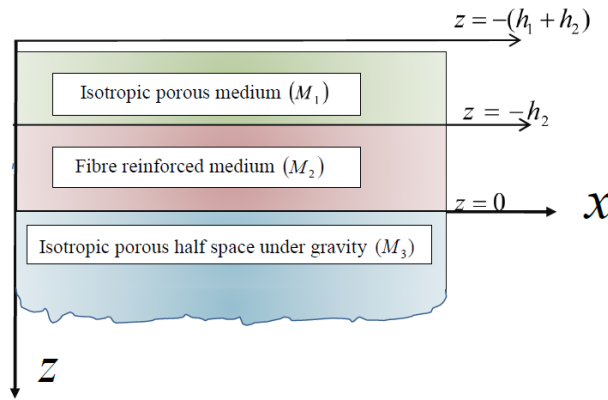 z = −(h₁ + h₂)
Isotropic porous medium (M₁)
z = −h₂
Fibre reinforced medium (M₂)
z = 0
x
Isotropic porous half space under gravity (M₃)
z